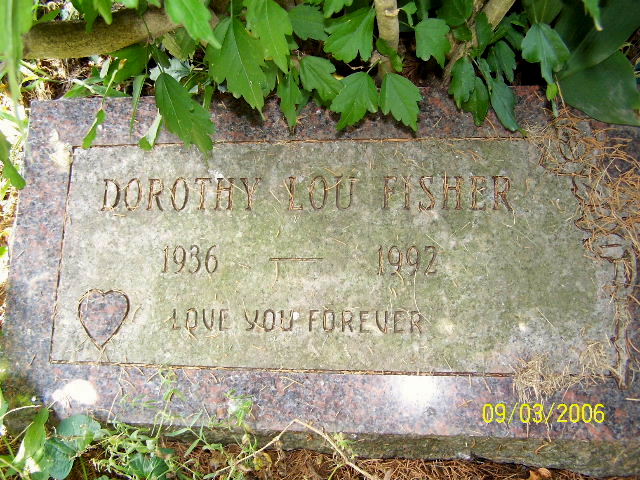 DOROTHY LOU FISHER
1936 — 1992
LOVE YOU FOREVER
09/03/2006